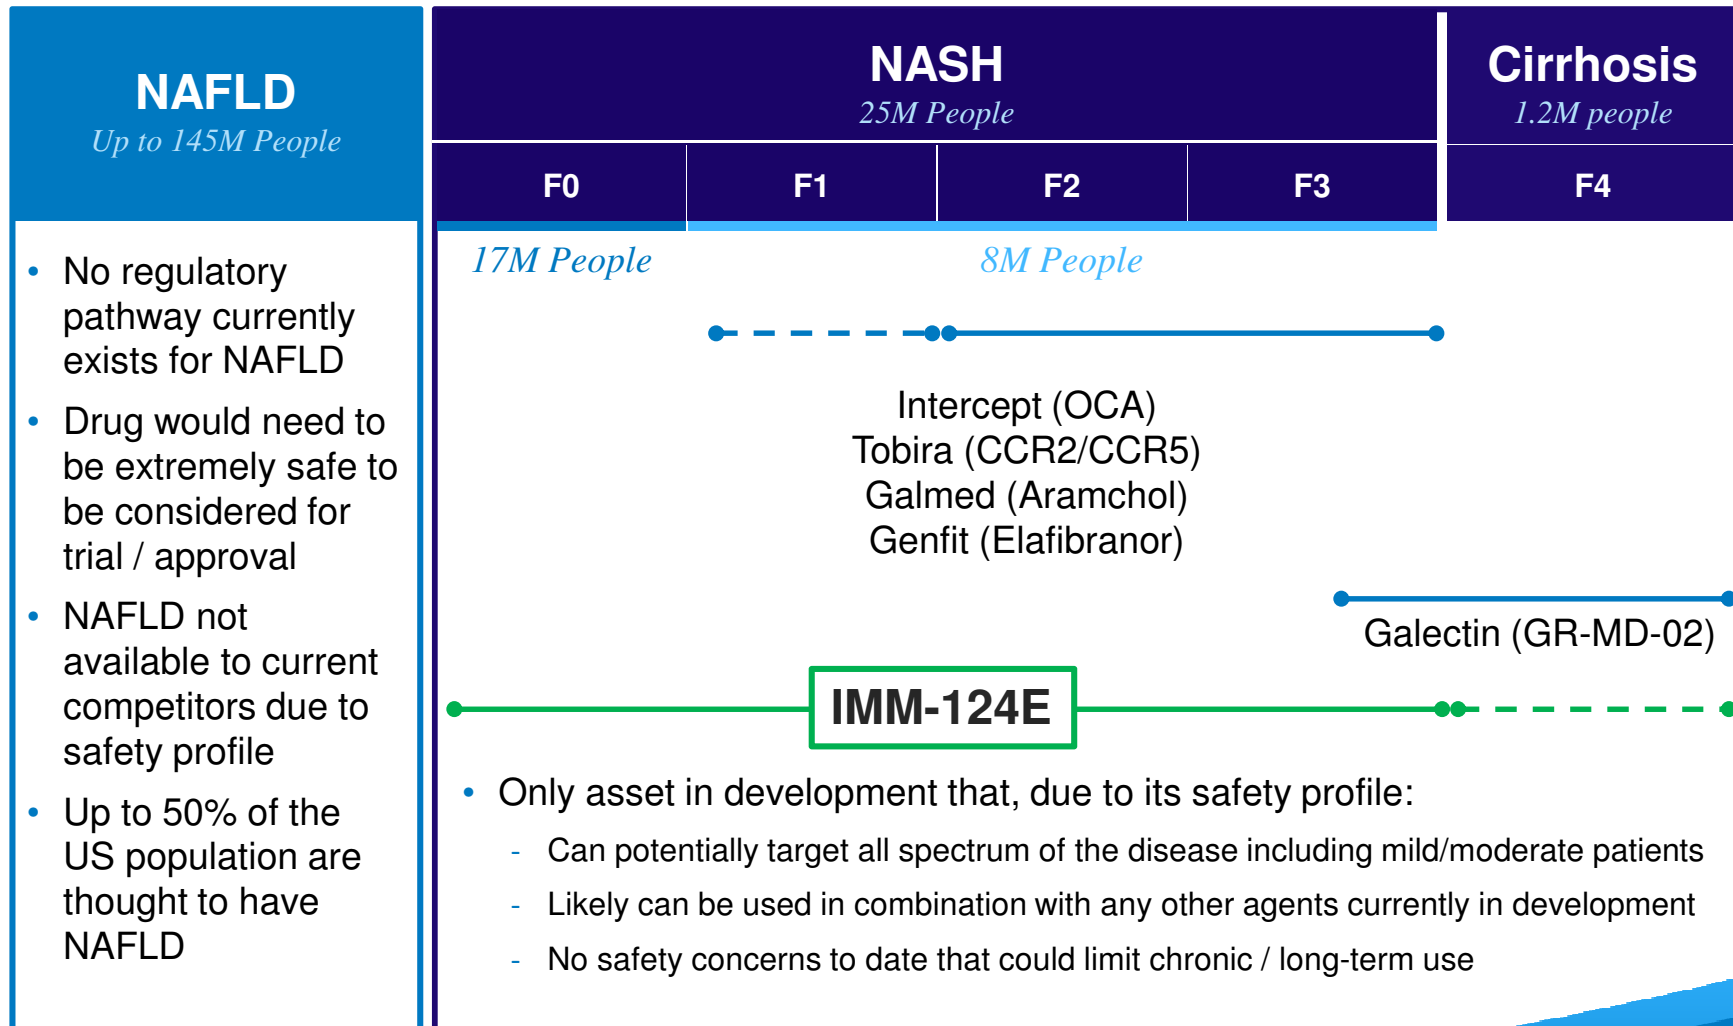 NAFLD
Up to 145M People
• No regulatory
pathway currently
exists for NAFLD
• Drug would need to
be extremely safe to
be considered for
trial / approval
• NAFLD not
available to current
competitors due to
safety profile
• Up to 50% of the
US population are
thought to have
NAFLD
NASH
25M People
Cirrhosis
1.2M people
F0 F1 F2 F3 F4
17M People 8M People
Intercept (OCA)
Tobira (CCR2/CCR5)
Galmed (Aramchol)
Genfit (Elafibranor)
Galectin (GR-MD-02)
IMM-124E
• Only asset in development that, due to its safety profile:
- Can potentially target all spectrum of the disease including mild/moderate patients
- Likely can be used in combination with any other agents currently in development
- No safety concerns to date that could limit chronic / long-term use